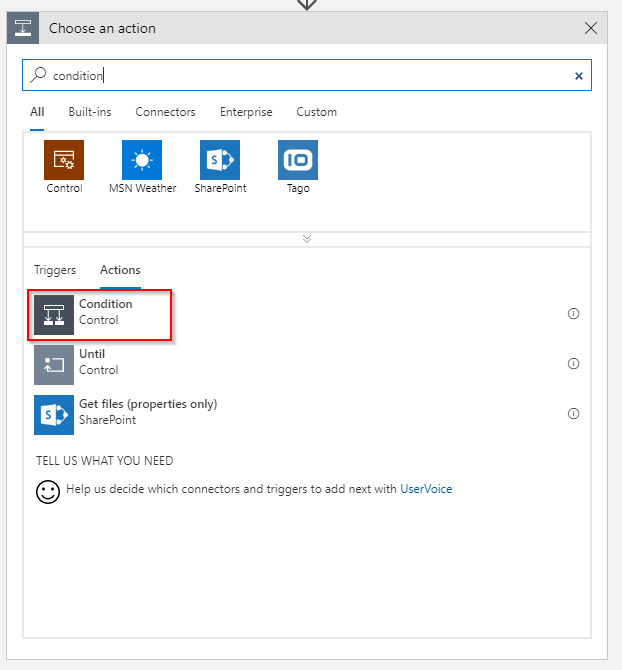 Choose an action
condition
All Built-ins Connectors Enterprise Custom
Control MSN Weather SharePoint Tago
Triggers Actions
Condition
Control
Until
Control
Get files (properties only)
SharePoint
TELL US WHAT YOU NEED
Help us decide which connectors and triggers to add next with UserVoice